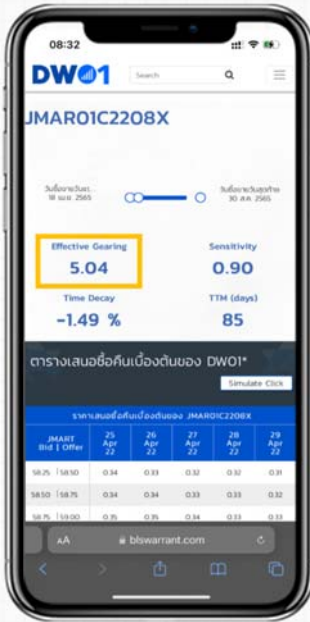 08:32
DW01
Search
JMAR01C2208X
วันซื้อขายวันแรก
18 เม.ย. 2565
วันซื้อขายวันสุดท้าย
30 ส.ค. 2565
Effective Gearing
5.04
Sensitivity
0.90
Time Decay
-1.49 %
TTM (days)
85
ตารางเสนอซื้อคืนเบื้องต้นของ DW01*
Simulate Click
ราคาเสนอซื้อคืนเบื้องต้นของ JMAR01C2208X
JMART Bid | Offer 25 Apr 22 26 Apr 22 27 Apr 22 28 Apr 22 29 Apr 22
58.25 | 58.50 0.34 0.33 0.32 0.32 0.31
58.50 | 58.75 0.34 0.34 0.33 0.33 0.32
58.75 | 59.00 0.35 0.35 0.34 0.33 0.33
AA blswarrant.com